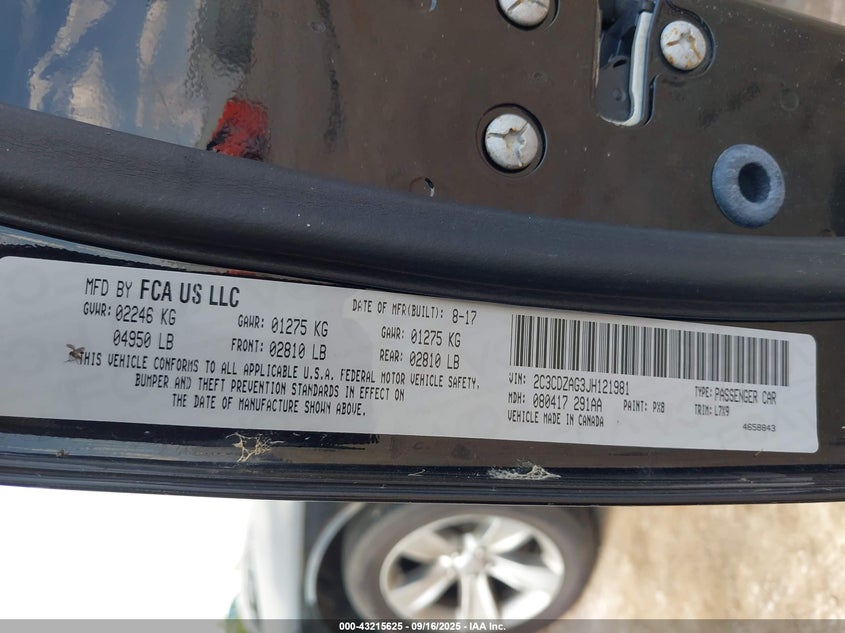 MFD BY FCA US LLC
DATE OF MFR(BUILT): 8-17
GVWR: 02246 KG
04950 LB
GAWR: 01275 KG
FRONT: 02810 LB
GAWR: 01275 KG
REAR: 02810 LB
THIS VEHICLE CONFORMS TO ALL APPLICABLE U.S.A. FEDERAL MOTOR VEHICLE SAFETY,
BUMPER AND THEFT PREVENTION STANDARDS IN EFFECT ON
THE DATE OF MANUFACTURE SHOWN ABOVE.
VIN: 2C3CDZAG3JH121981
TYPE: PASSENGER CAR
MDH: 080417 291AA
PAINT: PX8
TRIM: L7X9
VEHICLE MADE IN CANADA
4658843
000-43215625 - 09/16/2025 - IAA Inc.